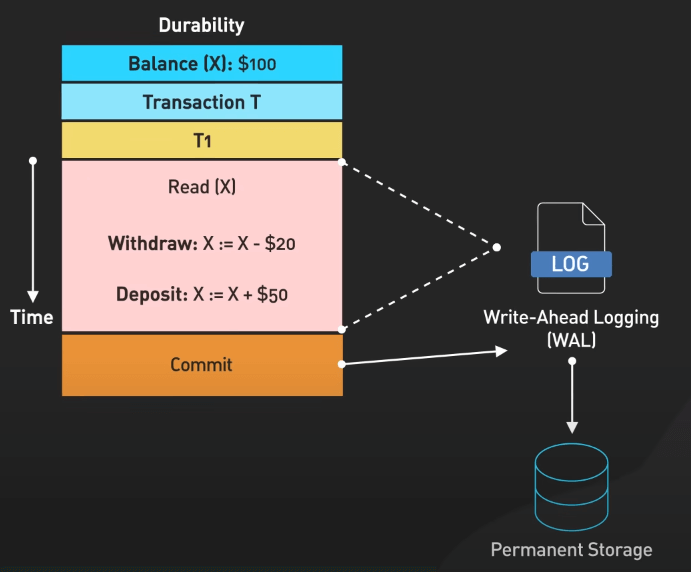 Durability
Balance (X): $100
Transaction T
T1
Read (X)
Withdraw: X := X - $20
Deposit: X := X + $50
Time
Commit
LOG
Write-Ahead Logging
(WAL)
Permanent Storage